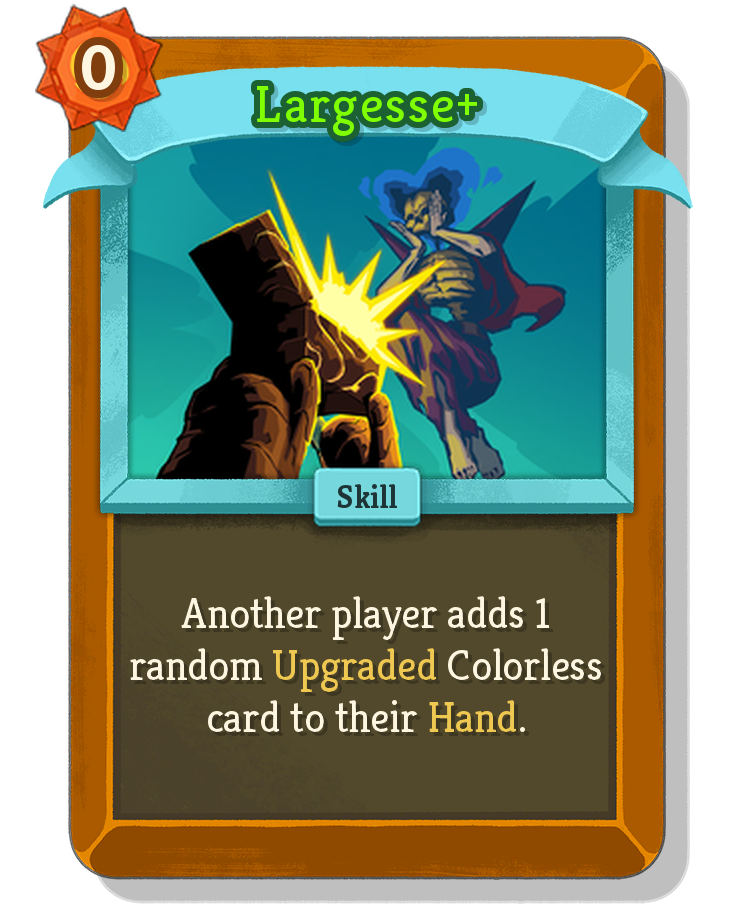 0
Largesse+
Skill
Another player adds 1
random Upgraded Colorless
card to their Hand.